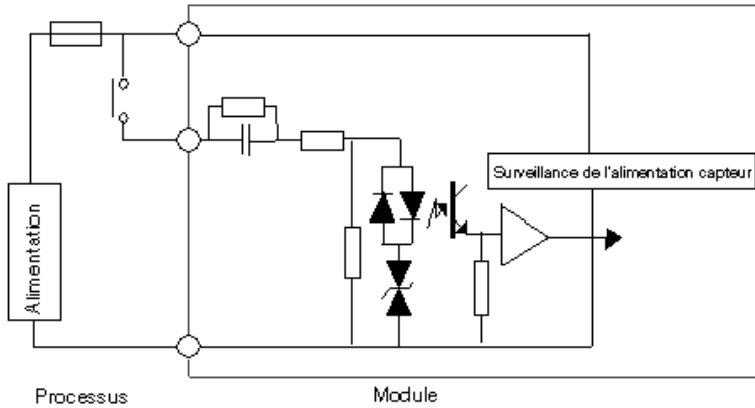 Surveillance de l'alimentation capteur
Alimentation
Processus
Module